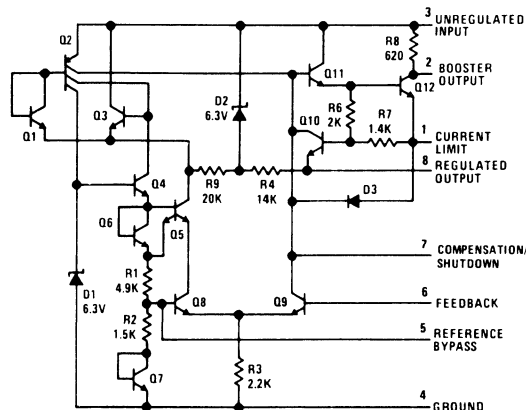 3 UNREGULATED
INPUT
Q2
R8
620
Q11
2 BOOSTER
OUTPUT
Q12
D2
6.3V
R6
2K
R7
1.4K
Q1
Q3
Q10
1 CURRENT
LIMIT
8 REGULATED
OUTPUT
R9
20K
R4
14K
Q4
D3
Q6
Q5
7 COMPENSATION/
SHUTDOWN
R1
4.9K
D1
6.3V
Q8
Q9
6 FEEDBACK
R2
1.5K
5 REFERENCE
BYPASS
R3
2.2K
Q7
4 GROUND